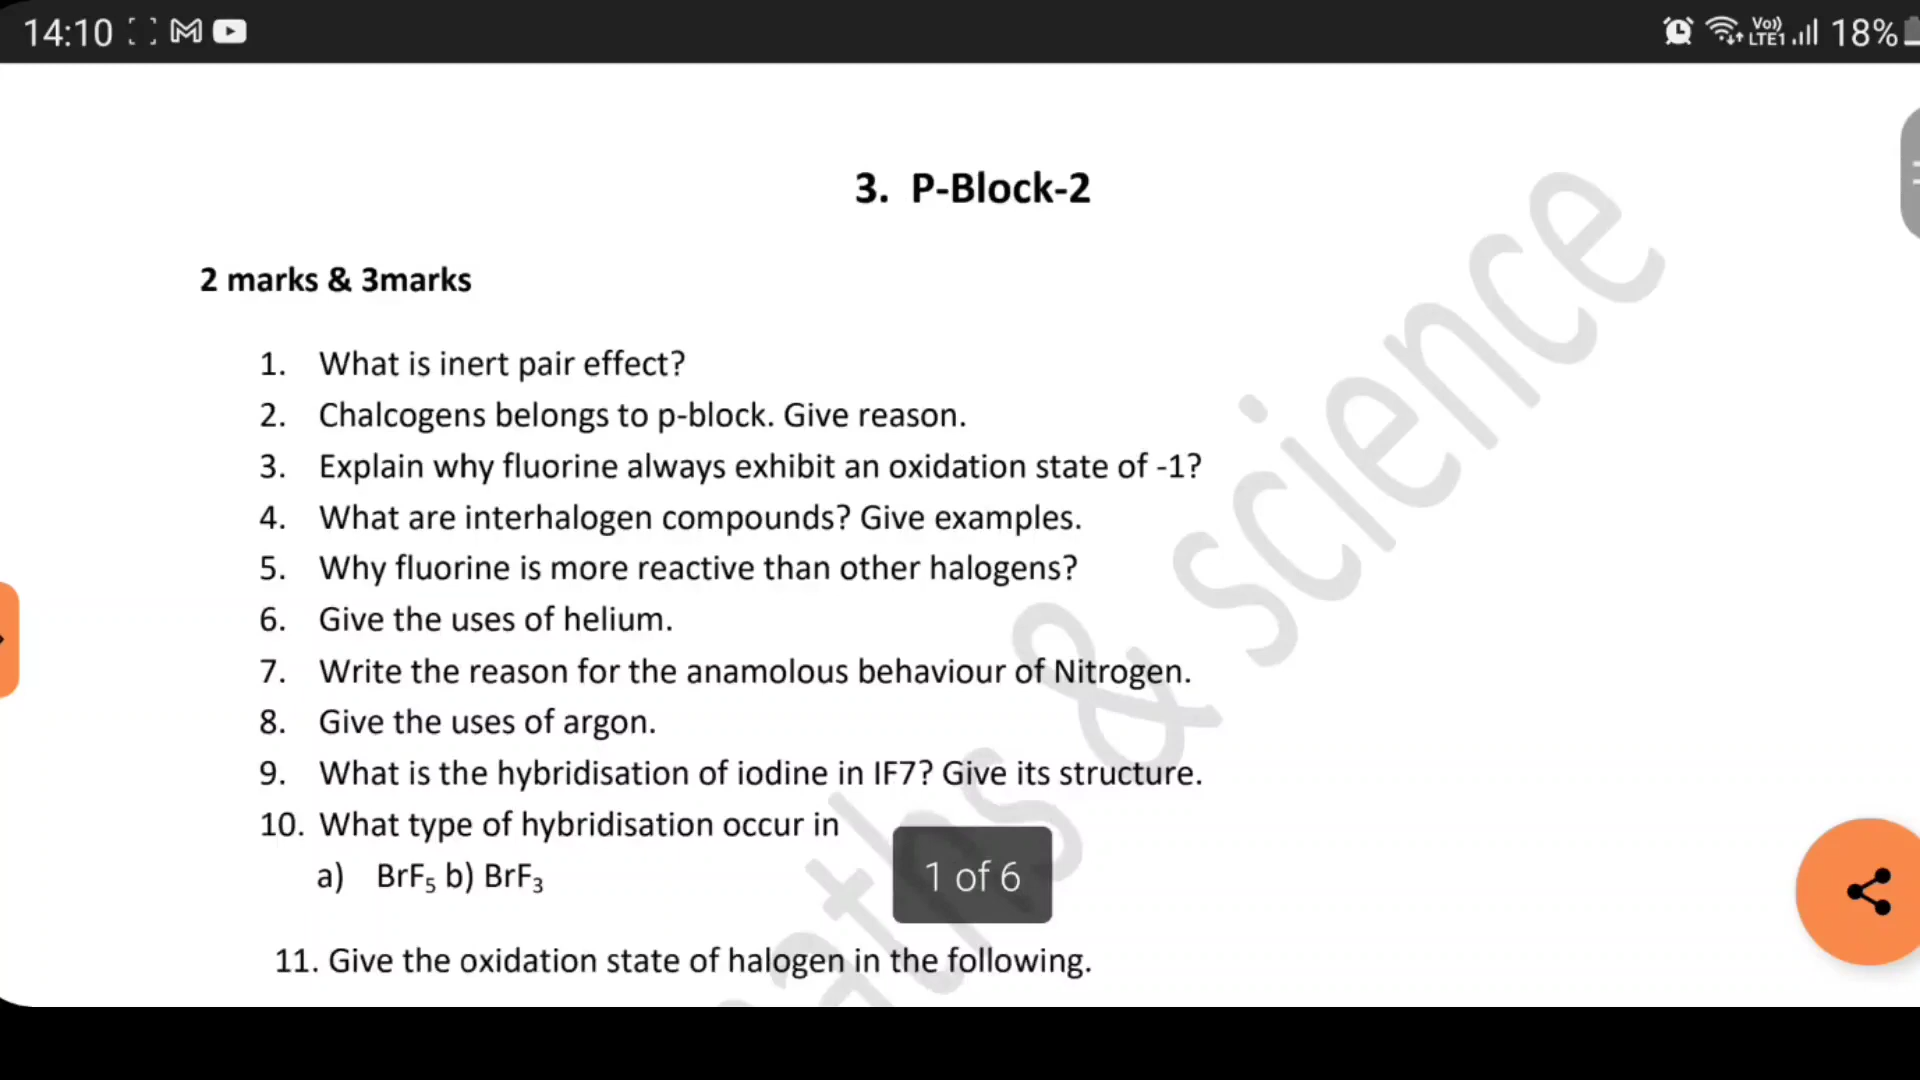 14:10
Vo))
LTE1
18%
3. P-Block-2
2 marks & 3marks
1. What is inert pair effect?
2. Chalcogens belongs to p-block. Give reason.
3. Explain why fluorine always exhibit an oxidation state of -1?
4. What are interhalogen compounds? Give examples.
5. Why fluorine is more reactive than other halogens?
6. Give the uses of helium.
7. Write the reason for the anamolous behaviour of Nitrogen.
8. Give the uses of argon.
9. What is the hybridisation of iodine in IF7? Give its structure.
10. What type of hybridisation occur in
a) BrF₅ b) BrF₃
1 of 6
11. Give the oxidation state of halogen in the following.
aths & science